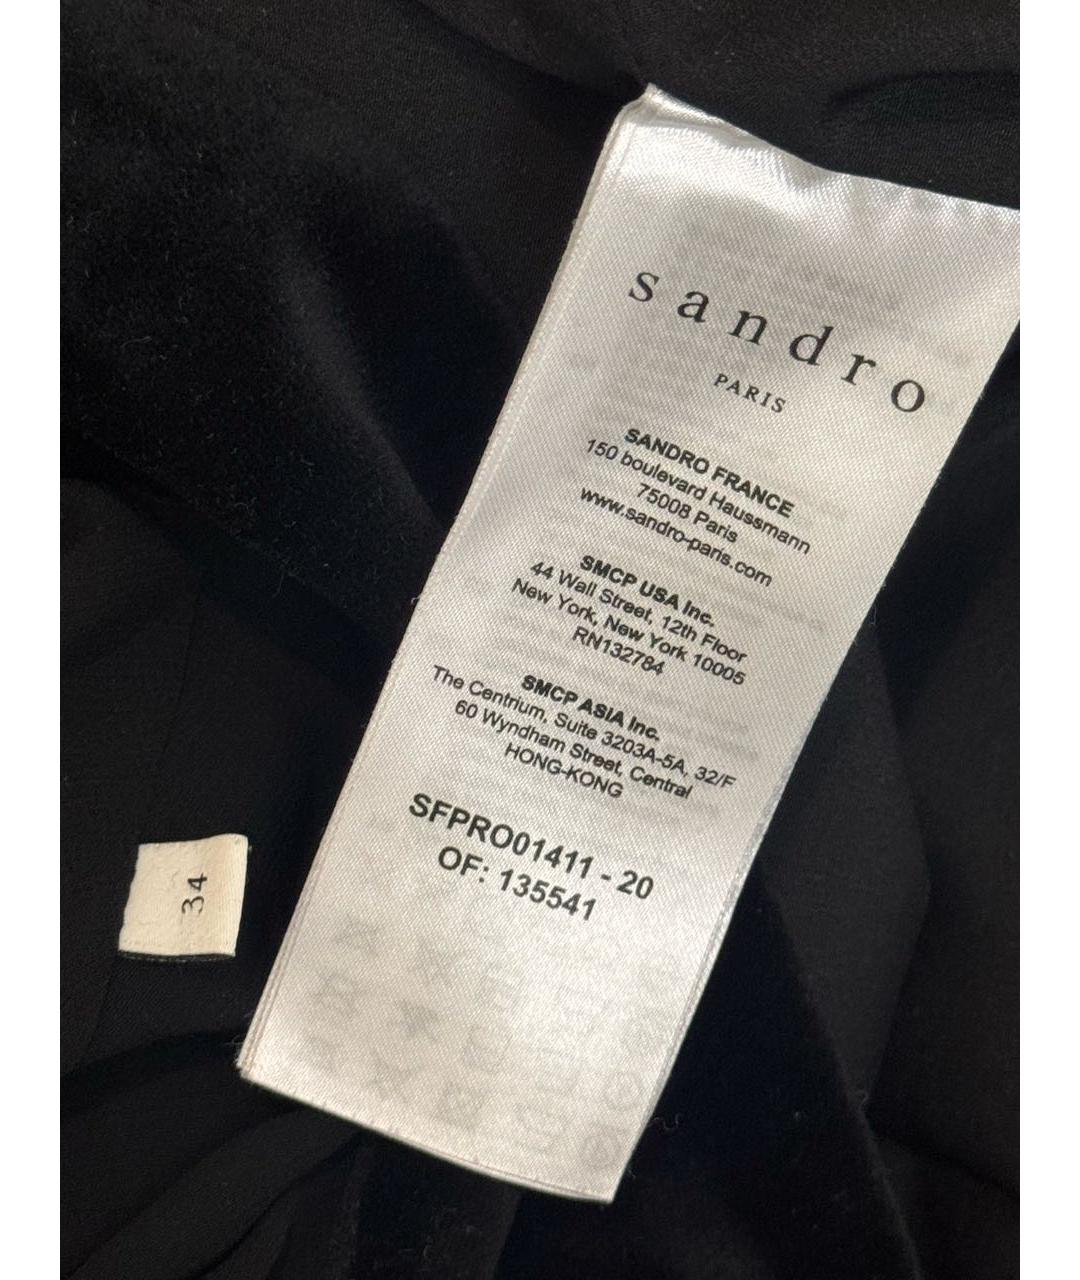 sandro
PARIS
SANDRO FRANCE
150 boulevard Haussmann
75008 Paris
www.sandro-paris.com
SMCP USA Inc.
44 Wall Street, 12th Floor
New York, New York 10005
RN132784
SMCP ASIA Inc.
The Centrium, Suite 3203A-5A, 32/F
60 Wyndham Street, Central
HONG-KONG
SFPRO01411 - 20
OF: 135541
34